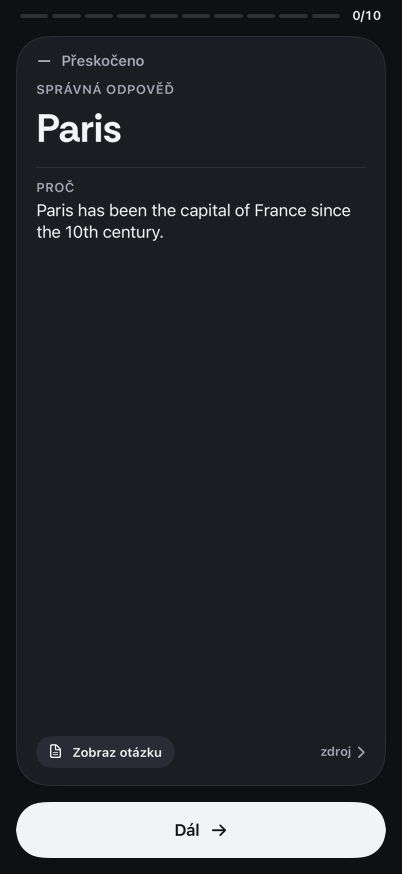 0/10
Přeskočeno
SPRÁVNÁ ODPOVĚĎ
Paris
PROČ
Paris has been the capital of France since
the 10th century.
Zobraz otázku
zdroj
Dál